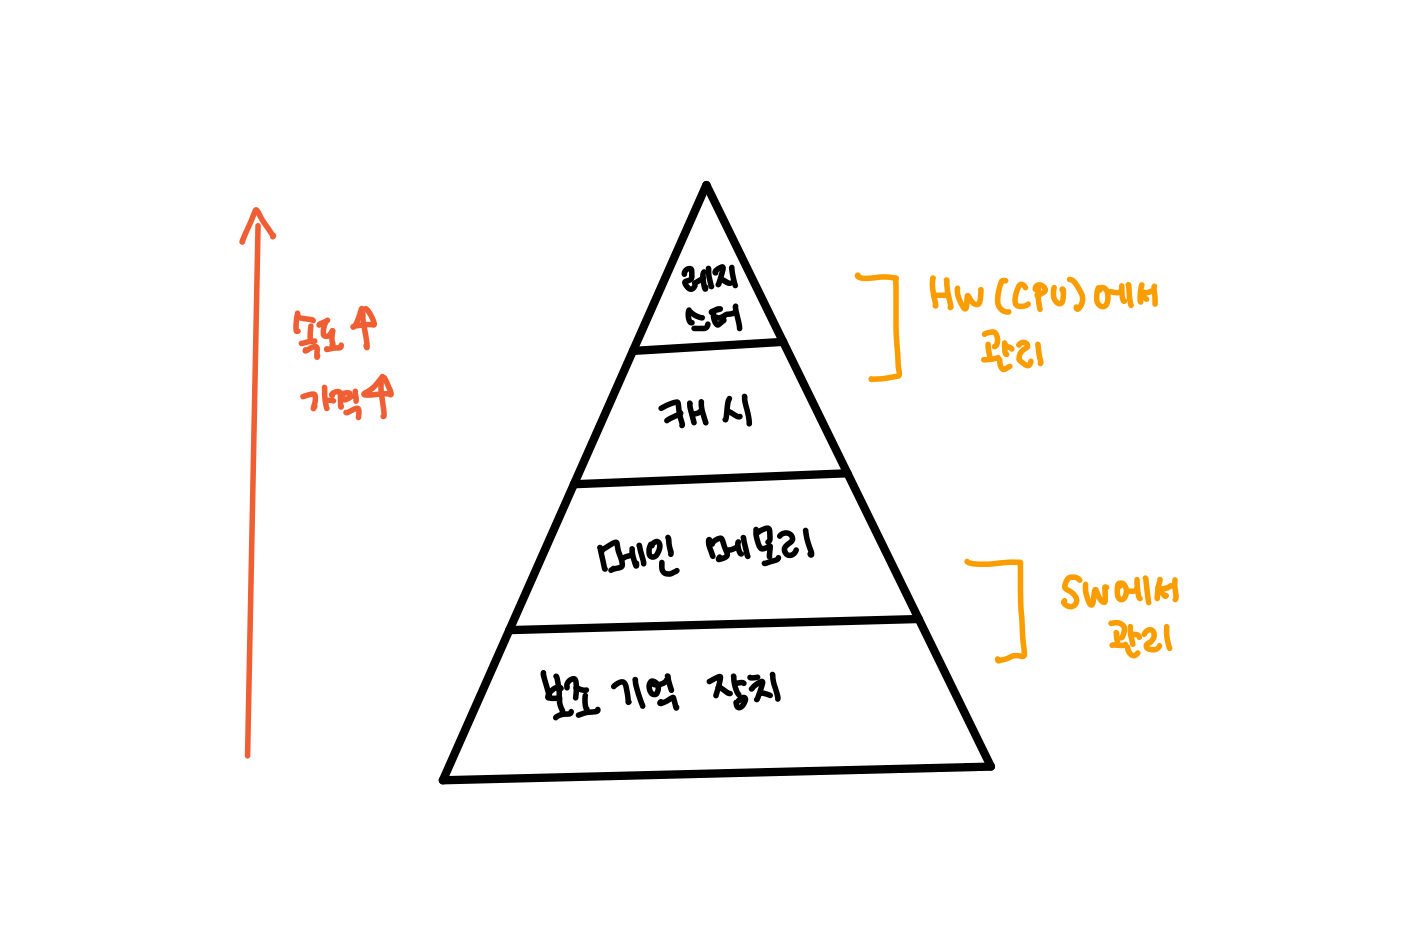 레지
스터
캐시
메인 메모리
보조 기억 장치
속도↑
가격↑
HW(CPU)에서
관리
SW에서
관리